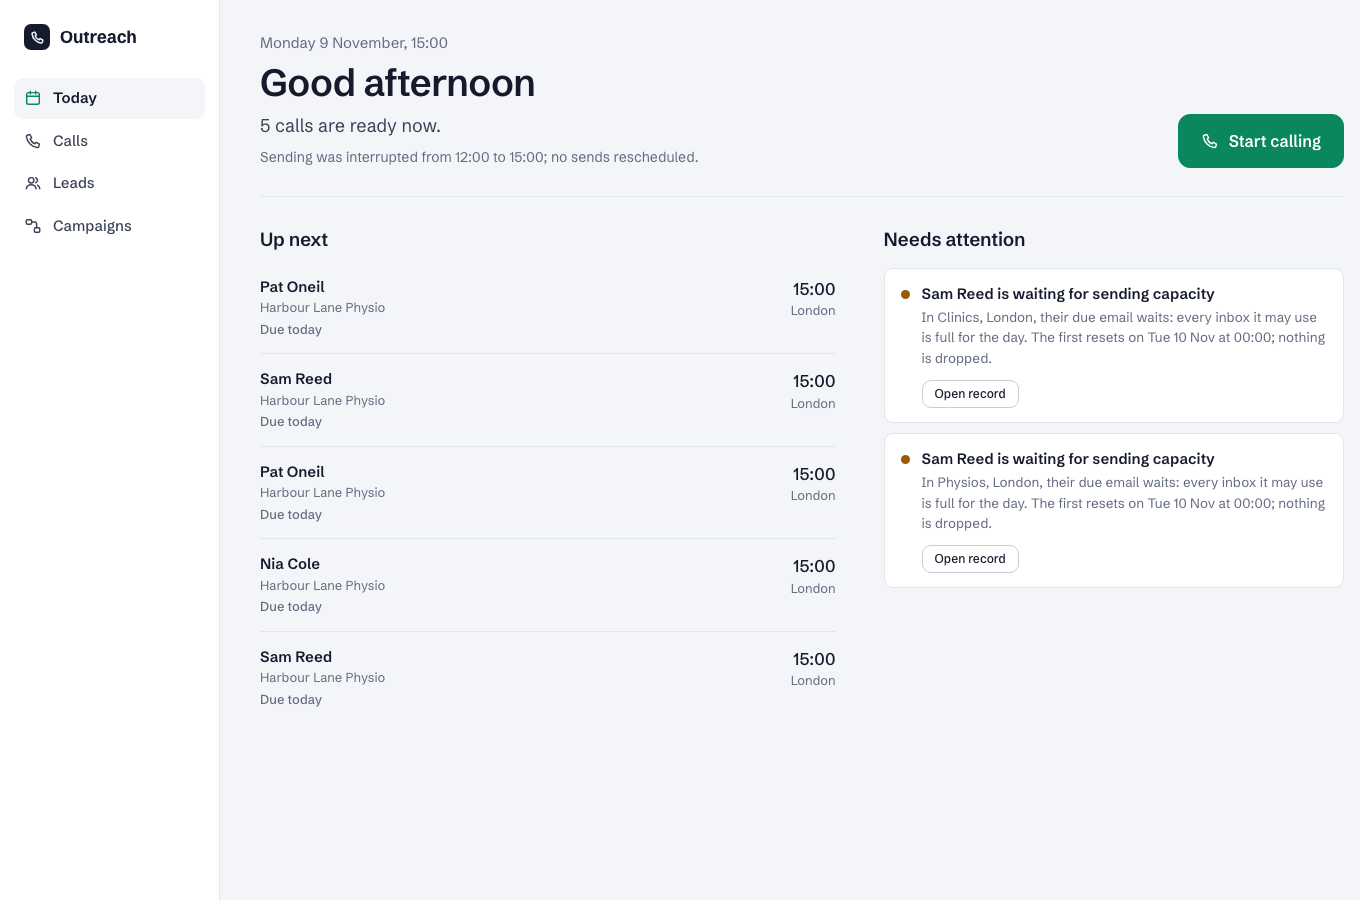 Outreach
Today
Calls
Leads
Campaigns
Monday 9 November, 15:00
Good afternoon
5 calls are ready now.
Sending was interrupted from 12:00 to 15:00; no sends rescheduled.
Start calling
Up next
Pat Oneil
15:00
Harbour Lane Physio
London
Due today
Sam Reed
15:00
Harbour Lane Physio
London
Due today
Pat Oneil
15:00
Harbour Lane Physio
London
Due today
Nia Cole
15:00
Harbour Lane Physio
London
Due today
Sam Reed
15:00
Harbour Lane Physio
London
Due today
Needs attention
Sam Reed is waiting for sending capacity
In Clinics, London, their due email waits: every inbox it may use
is full for the day. The first resets on Tue 10 Nov at 00:00; nothing
is dropped.
Open record
Sam Reed is waiting for sending capacity
In Physios, London, their due email waits: every inbox it may use
is full for the day. The first resets on Tue 10 Nov at 00:00; nothing
is dropped.
Open record